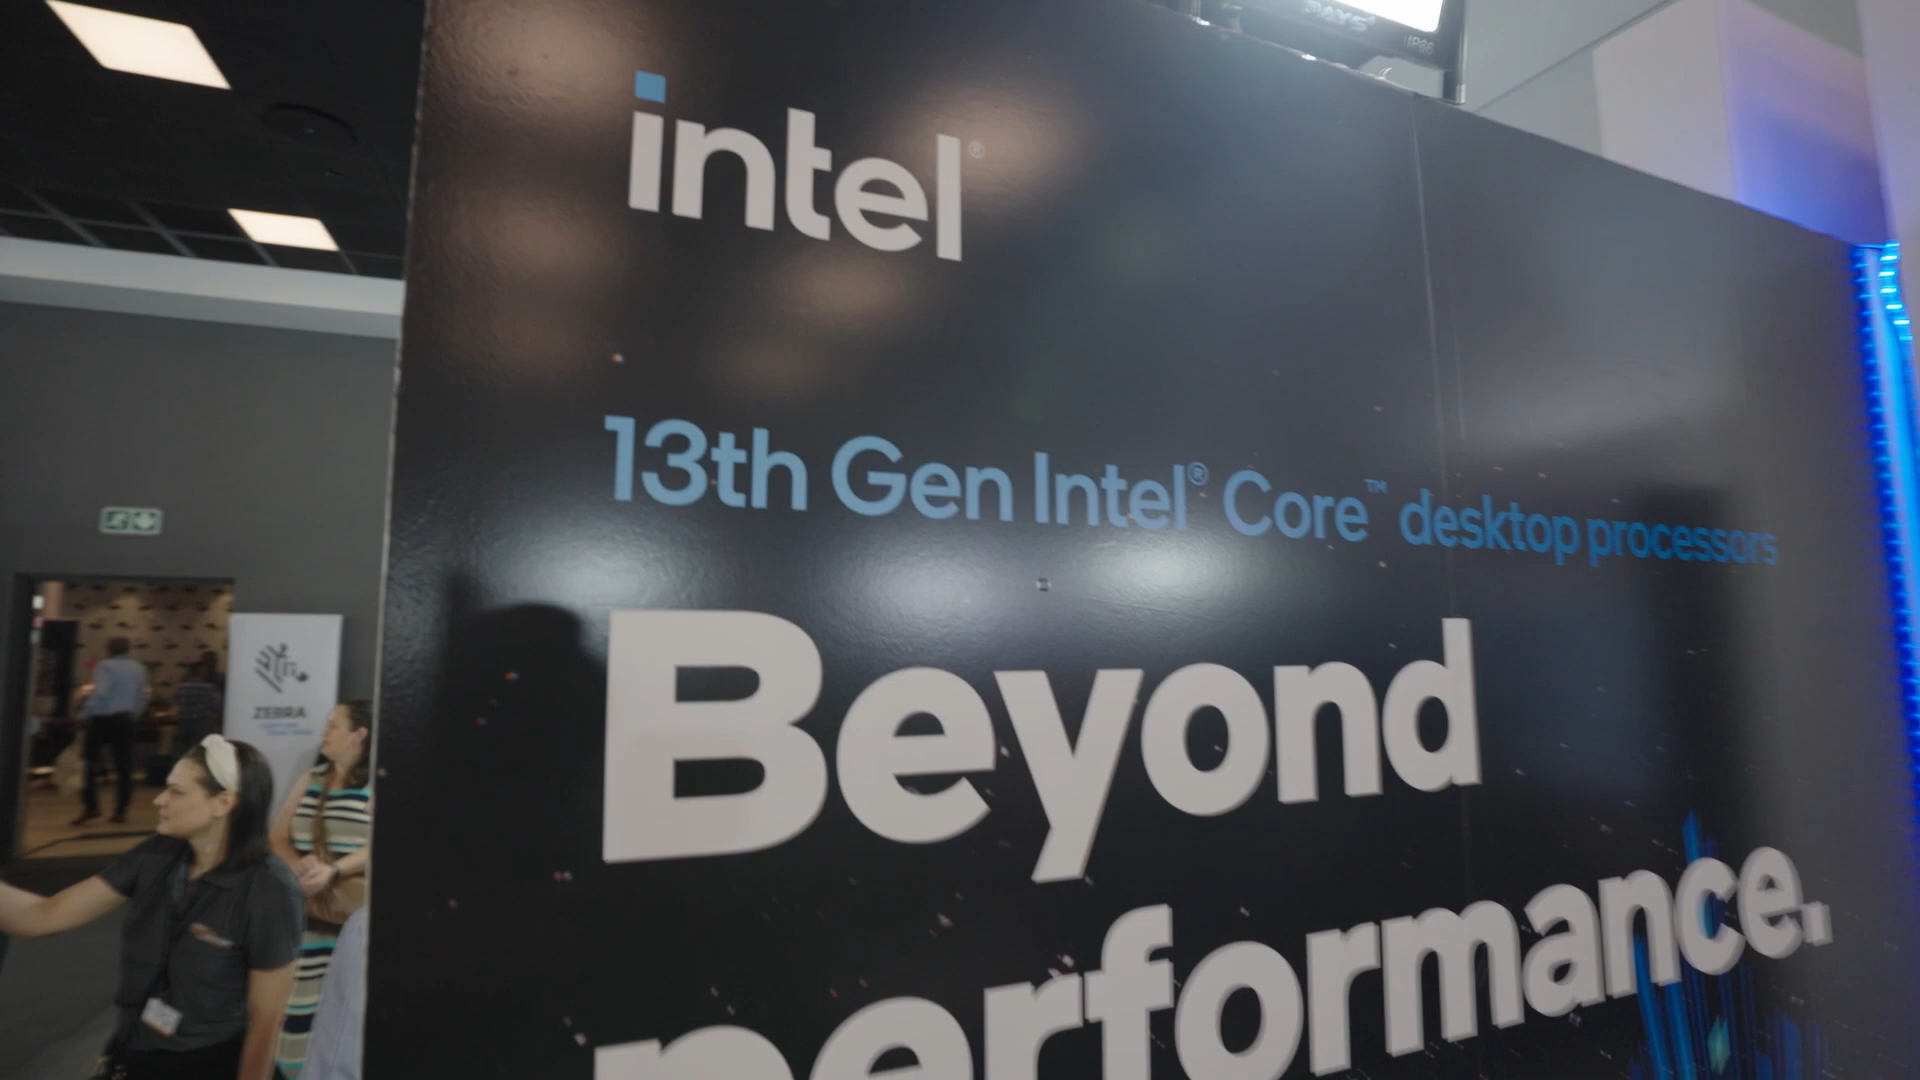 intel®
13th Gen Intel® Core™ desktop processors
Beyond
performance.
ZEBRA